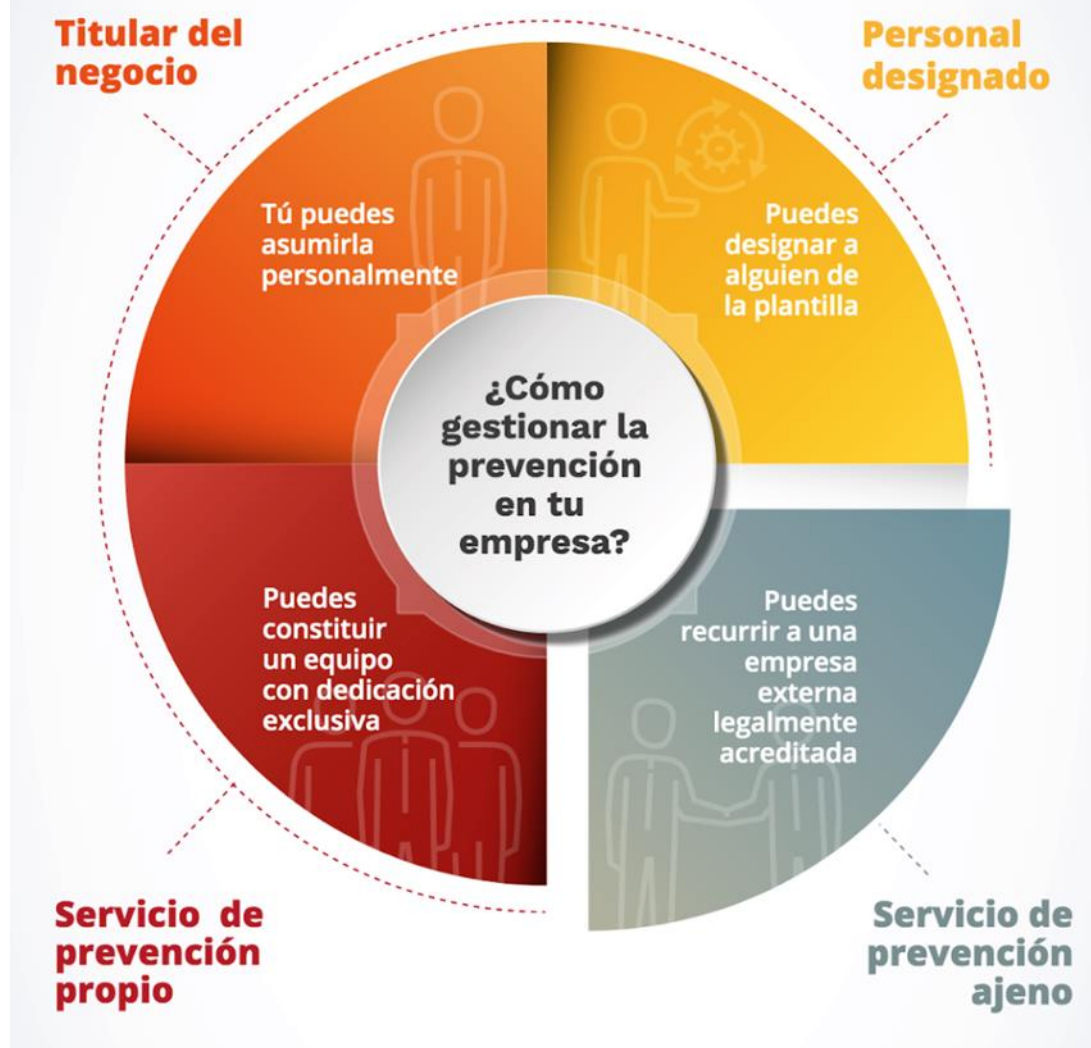 Titular del
negocio
Personal
designado
Tú puedes
asumirla
personalmente
Puedes
designar a
alguien de
la plantilla
¿Cómo
gestionar la
prevención
en tu
empresa?
Puedes
constituir
un equipo
con dedicación
exclusiva
Puedes
recurrir a una
empresa
externa
legalmente
acreditada
Servicio de
prevención
propio
Servicio de
prevención
ajeno